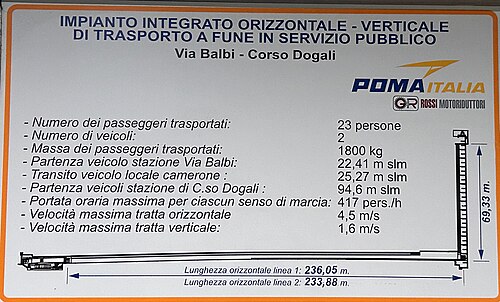 IMPIANTO INTEGRATO ORIZZONTALE - VERTICALE
DI TRASPORTO A FUNE IN SERVIZIO PUBBLICO
Via Balbi - Corso Dogali
POMA ITALIA
GR ROSSI MOTORIDUTTORI
- Numero dei passeggeri trasportati: 23 persone
- Numero di veicoli: 2
- Massa dei passeggeri trasportati: 1800 kg
- Partenza veicolo stazione Via Balbi: 22,41 m slm
- Transito veicolo locale camerone : 25,27 m slm
- Partenza veicoli stazione di C.so Dogali : 94,6 m slm
- Portata oraria massima per ciascun senso di marcia: 417 pers./h
- Velocità massima tratta orizzontale 4,5 m/s
- Velocità massima tratta verticale: 1,6 m/s
69,33 m.
Lunghezza orizzontale linea 1: 236,05 m.
Lunghezza orizzontale linea 2: 233,88 m.